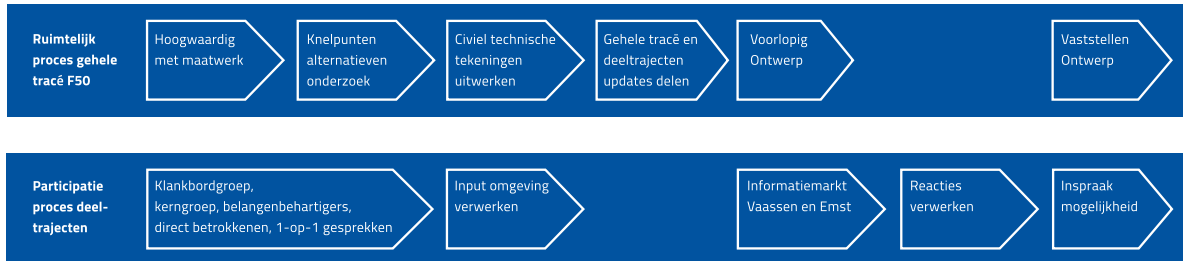 Ruimtelijk
proces gehele
tracé F50
Hoogwaardig
met maatwerk
Knelpunten
alternatieven
onderzoek
Civiel technische
tekeningen
uitwerken
Gehele tracé en
deeltrajecten
updates delen
Voorlopig
Ontwerp
Vaststellen
Ontwerp
Participatie
proces deel-
trajecten
Klankbordgroep,
kerngroep, belangenbehartigers,
direct betrokkenen, 1-op-1 gesprekken
Input omgeving
verwerken
Informatiemarkt
Vaassen en Emst
Reacties
verwerken
Inspraak
mogelijkheid